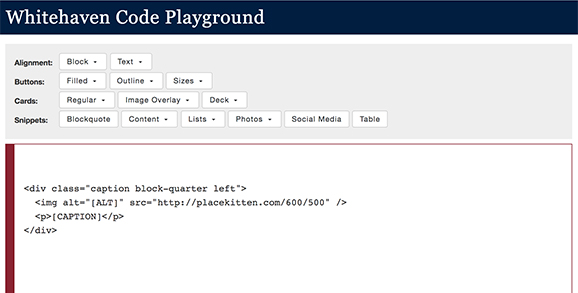 Whitehaven Code Playground
Alignment: Block Text
Buttons: Filled Outline Sizes
Cards: Regular Image Overlay Deck
Snippets: Blockquote Content Lists Photos Social Media Table
<div class="caption block-quarter left">
<img alt="[ALT]" src="http://placekitten.com/600/500" />
<p>[CAPTION]</p>
</div>